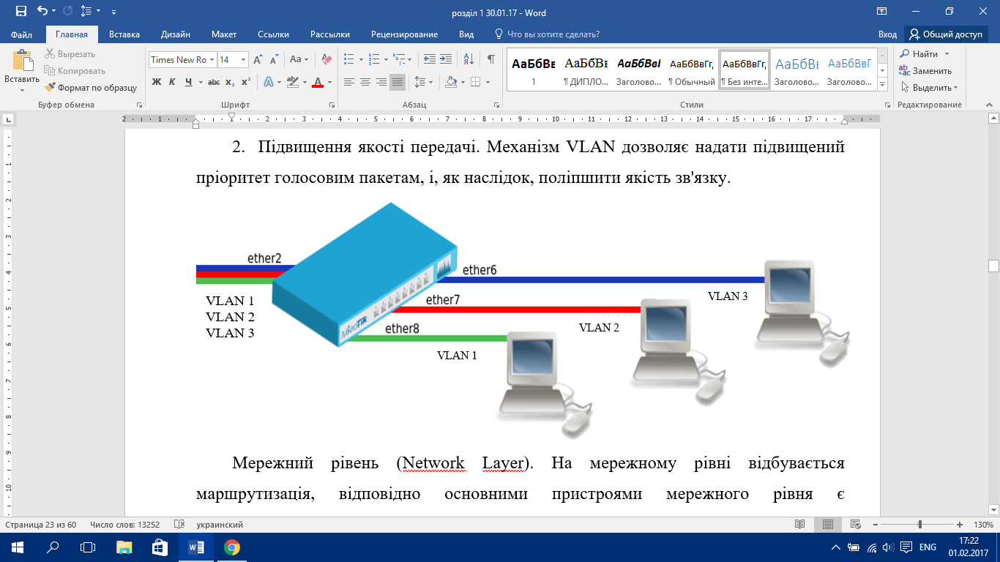 розділ 1 30.01.17 - Word
Файл Главная Вставка Дизайн Макет Ссылки Рассылки Рецензирование Вид Что вы хотите сделать? Вход Общий доступ
Вставить
Вырезать
Копировать
Формат по образцу
Буфер обмена
Times New Ro 14
Ж К Ч abc x₂ x²
Шрифт
Абзац
АаБбВв АаБбВв АаБбВвІ АаБбВвГг, АаБбВвГг, АаБбВв АаБбВвГ
1 ¶ ДИПЛО... Заголово... ¶ Обычный ¶ Без инте... Заголово... Заголово...
Стили
Найти
Заменить
Выделить
Редактирование
2 1 1 2 3 4 5 6 7 8 9 10 11 12 13 14 15 16 17
2. Підвищення якості передачі. Механізм VLAN дозволяє надати підвищений
пріоритет голосовим пакетам, і, як наслідок, поліпшити якість зв'язку.
ether2
ether6
VLAN 3
VLAN 1
VLAN 2
VLAN 3
ether7
VLAN 2
MikroTik
ether8
VLAN 1
Мережний рівень (Network Layer). На мережному рівні відбувається
маршрутизація, відповідно основними пристроями мережного рівня є
Страница 23 из 60 Число слов: 13252 украинский 130%
ENG 17:22
01.02.2017